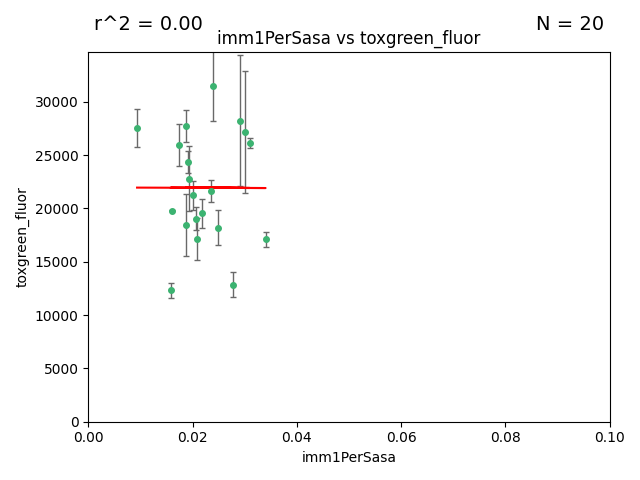 r^2 = 0.00
N = 20
imm1PerSasa vs toxgreen_fluor
30000
25000
20000
15000
10000
5000
0
toxgreen_fluor
0.00
0.02
0.04
0.06
0.08
0.10
imm1PerSasa